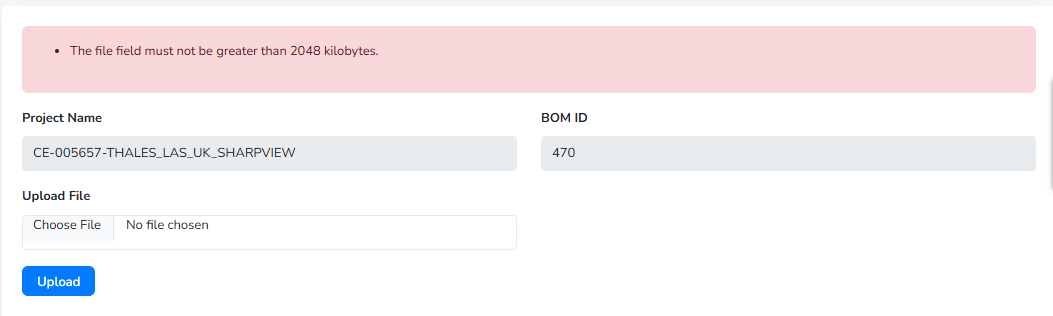 The file field must not be greater than 2048 kilobytes.
Project Name
BOM ID
CE-005657-THALES_LAS_UK_SHARPVIEW
470
Upload File
Choose File No file chosen
Upload